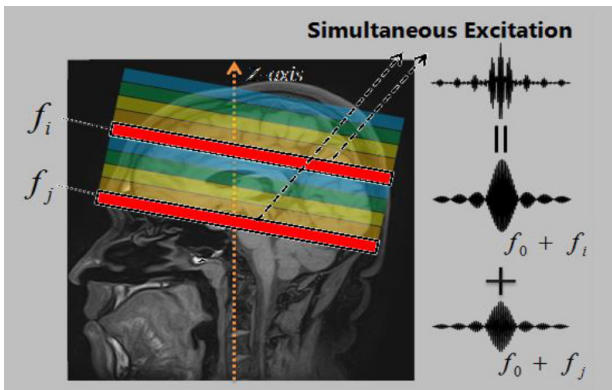 Simultaneous Excitation
Z-axis
f_i
f_j
=
f_0 + f_i
+
f_0 + f_j